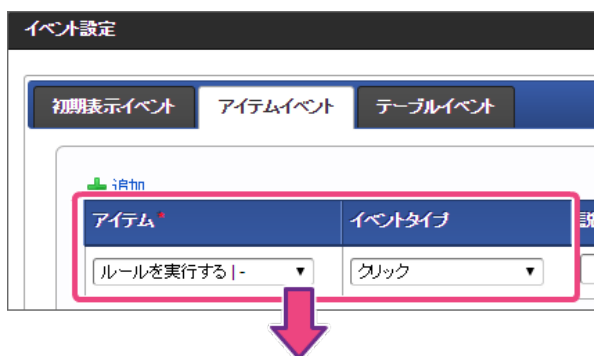 イベント設定
初期表示イベント アイテムイベント テーブルイベント
追加
アイテム* イベントタイプ 説
ルールを実行する | - クリック